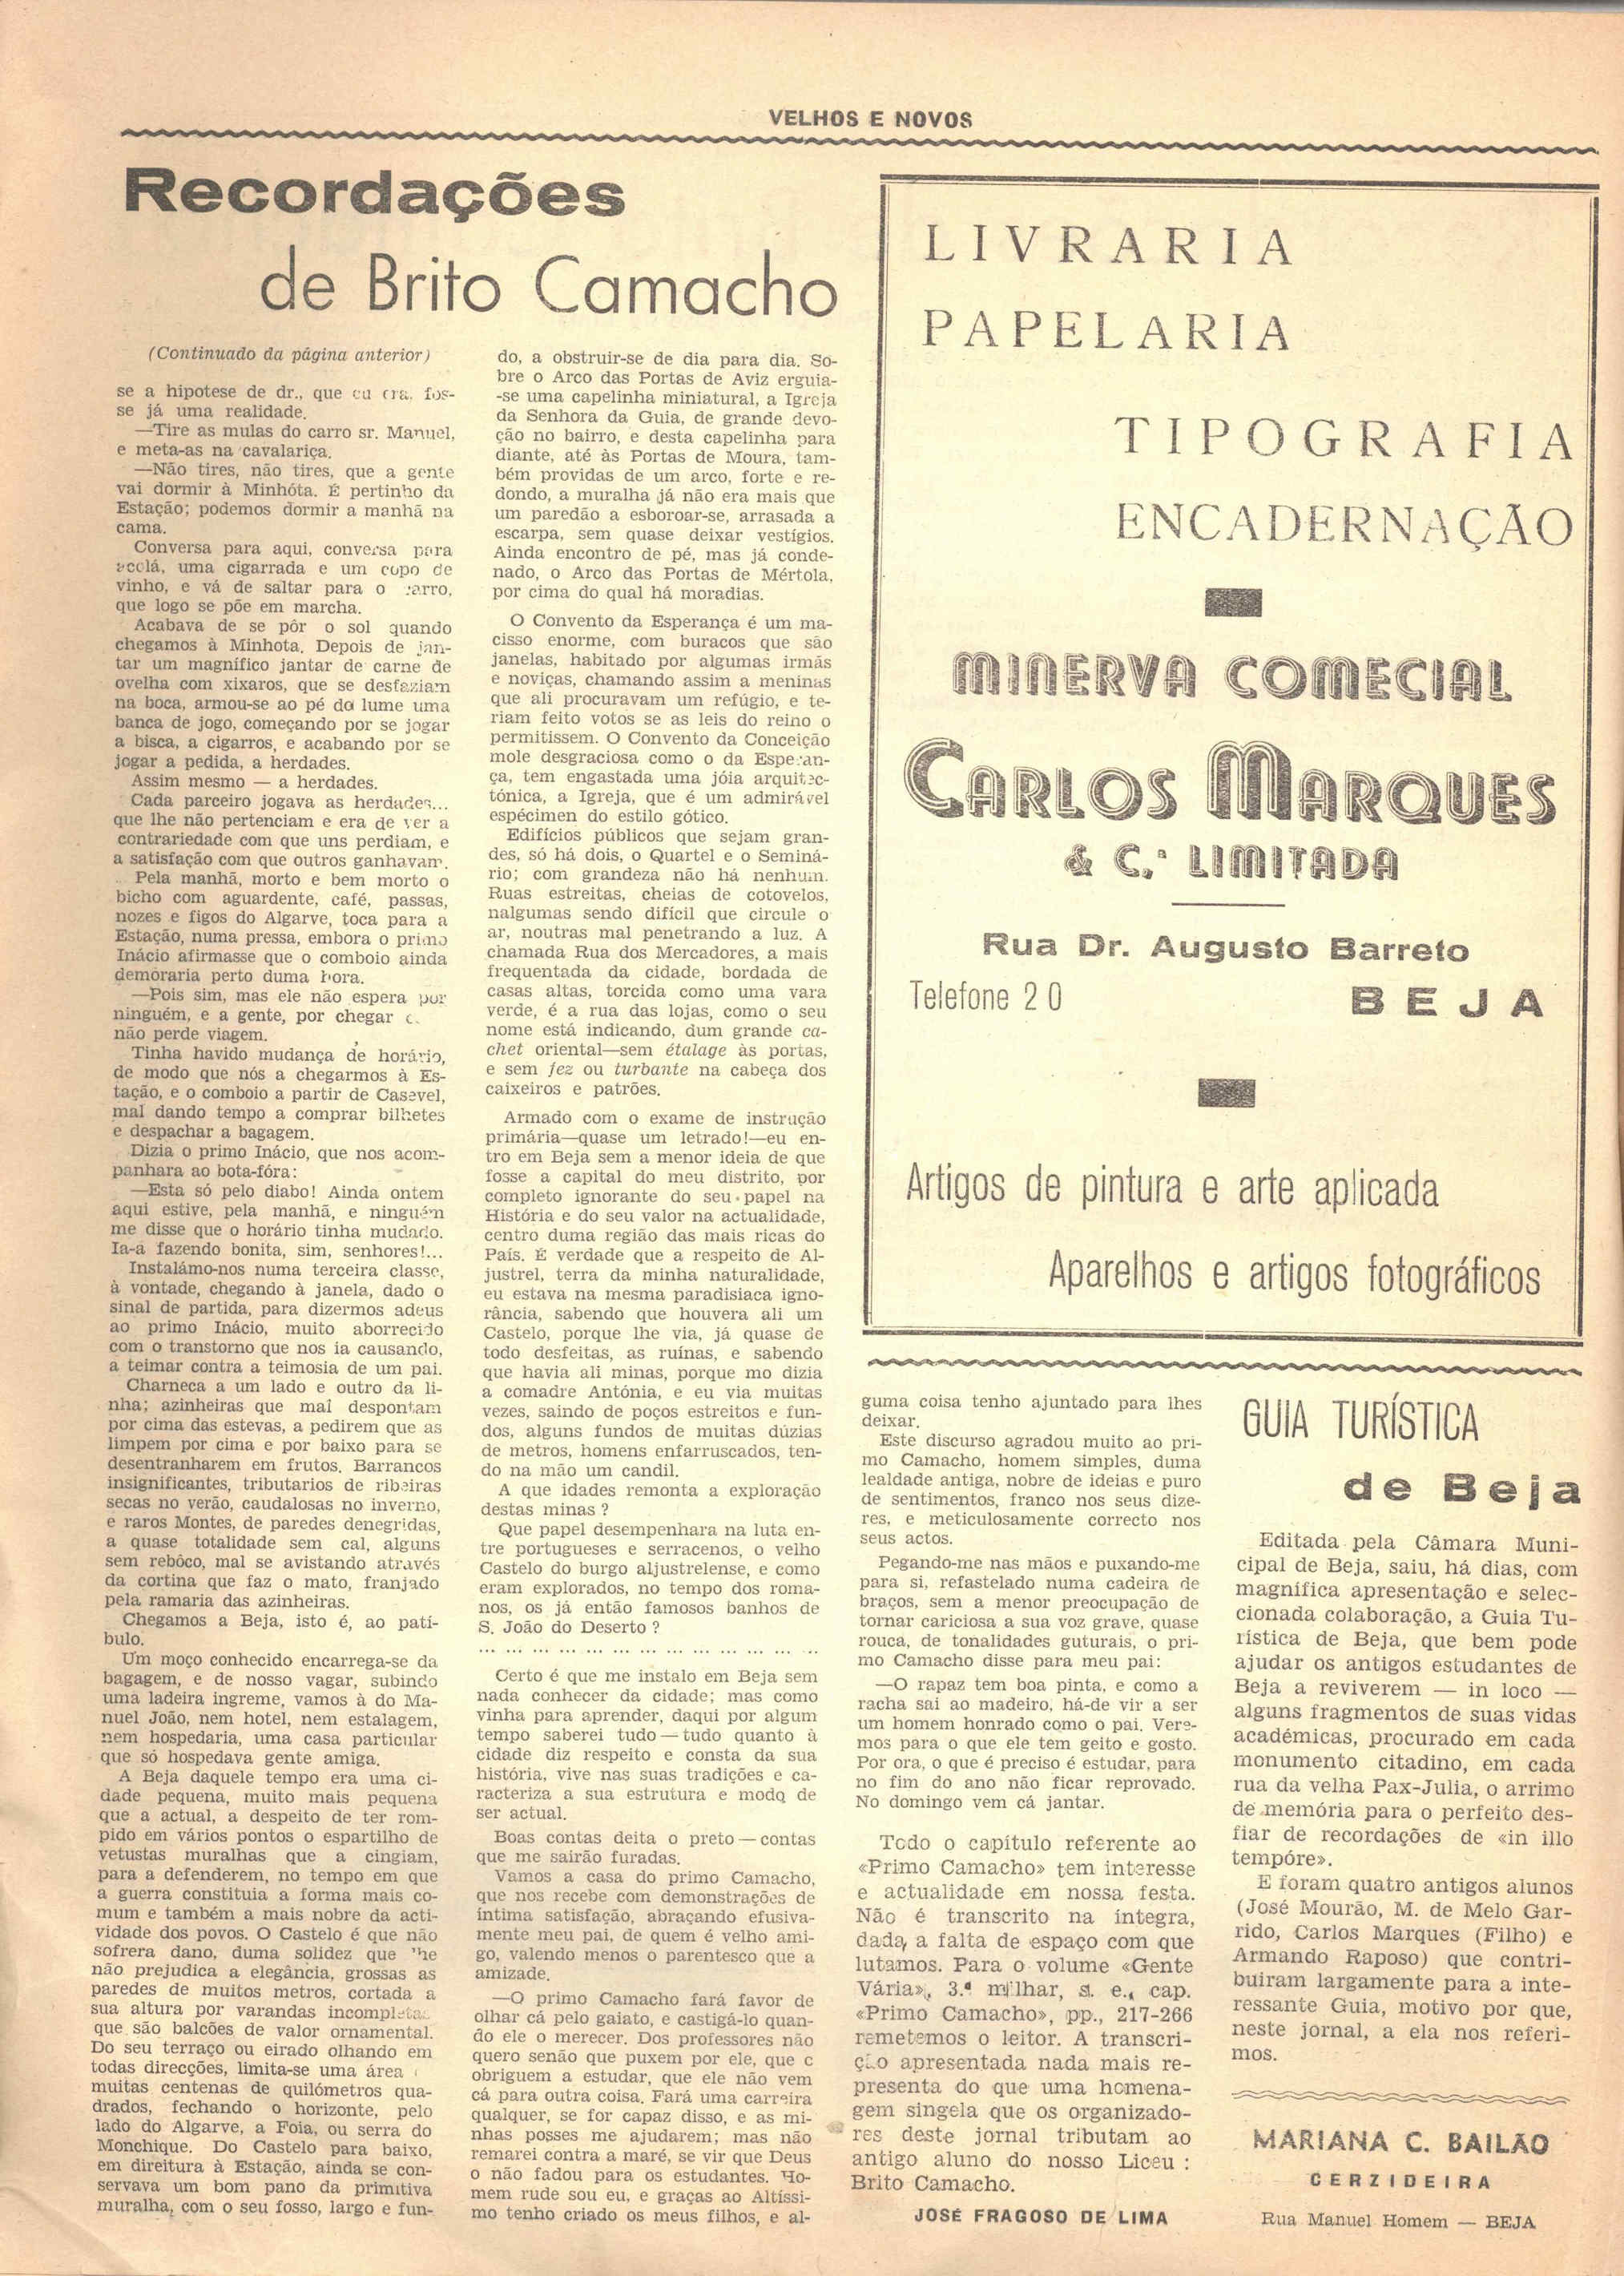 VELHOS E NOVOS
Recordações
de Brito Camacho
(Continuado da página anterior)
se a hipotese de dr., que eu era, fos-
se já uma realidade.
—Tire as mulas do carro sr. Manuel,
e meta-as na cavalariça.
—Não tires, não tires, que a gente
vai dormir à Minhóta. É pertinho da
Estação; podemos dormir a manhã na
cama.
Conversa para aqui, conversa para
acolá, uma cigarrada e um copo de
vinho, e vá de saltar para o carro,
que logo se põe em marcha.
Acabava de se pôr o sol quando
chegamos à Minhota. Depois de jan-
tar um magnífico jantar de carne de
ovelha com xixaros, que se desfaziam
na boca, armou-se ao pé do lume uma
banca de jogo, começando por se jogar
a bisca, a cigarros, e acabando por se
jogar a pedida, a herdades.
Assim mesmo — a herdades.
Cada parceiro jogava as herdades...
que lhe não pertenciam e era de ver a
contrariedade com que uns perdiam, e
a satisfação com que outros ganhavam.
Pela manhã, morto e bem morto o
bicho com aguardente, café, passas,
nozes e figos do Algarve, toca para a
Estação, numa pressa, embora o primo
Inácio afirmasse que o comboio ainda
demoraria perto duma hora.
—Pois sim, mas ele não espera por
ninguém, e a gente, por chegar
não perde viagem.
Tinha havido mudança de horário,
de modo que nós a chegarmos à Es-
tação, e o comboio a partir de Casevel,
mal dando tempo a comprar bilhetes
e despachar a bagagem.
Dizia o primo Inácio, que nos acom-
panhara ao bota-fóra:
—Esta só pelo diabo! Ainda ontem
aqui estive, pela manhã, e ninguém
me disse que o horário tinha mudado.
Ia-a fazendo bonita, sim, senhores!...
Instalámo-nos numa terceira classe,
à vontade, chegando à janela, dado o
sinal de partida, para dizermos adeus
ao primo Inácio, muito aborrecido
com o transtorno que nos ia causando,
a teimar contra a teimosia de um pai.
Charneca a um lado e outro da li-
nha; azinheiras que mal despontam
por cima das estevas, a pedirem que as
limpem por cima e por baixo para se
desentranharem em frutos. Barrancos
insignificantes, tributarios de ribeiras
secas no verão, caudalosas no inverno,
e raros Montes, de paredes denegridas,
a quase totalidade sem cal, alguns
sem rebôco, mal se avistando através
da cortina que faz o mato, franjado
pela ramaria das azinheiras.
Chegamos a Beja, isto é, ao patí-
bulo.
Um moço conhecido encarrega-se da
bagagem, e de nosso vagar, subindo
uma ladeira ingreme, vamos à do Ma-
nuel João, nem hotel, nem estalagem,
nem hospedaria, uma casa particular
que só hospedava gente amiga.
A Beja daquele tempo era uma ci-
dade pequena, muito mais pequena
que a actual, a despeito de ter rom-
pido em vários pontos o espartilho de
vetustas muralhas que a cingiam,
para a defenderem, no tempo em que
a guerra constituia a forma mais co-
mum e também a mais nobre da acti-
vidade dos povos. O Castelo é que não
sofrera dano, duma solidez que lhe
não prejudica a elegância, grossas as
paredes de muitos metros, cortada a
sua altura por varandas incompletas
que são balcões de valor ornamental.
Do seu terraço ou eirado olhando em
todas direcções, limita-se uma área
muitas centenas de quilómetros qua-
drados, fechando o horizonte, pelo
lado do Algarve, a Foia, ou serra do
Monchique. Do Castelo para baixo,
em direitura à Estação, ainda se con-
servava um bom pano da primitiva
muralha, com o seu fosso, largo e fun-
do, a obstruir-se de dia para dia. So-
bre o Arco das Portas de Aviz erguia-
-se uma capelinha miniatural, a Igreja
da Senhora da Guia, de grande devo-
ção no bairro, e desta capelinha para
diante, até às Portas de Moura, tam-
bém providas de um arco, forte e re-
dondo, a muralha já não era mais que
um paredão a esboroar-se, arrasada a
escarpa, sem quase deixar vestígios.
Ainda encontro de pé, mas já conde-
nado, o Arco das Portas de Mértola,
por cima do qual há moradias.
O Convento da Esperança é um ma-
cisso enorme, com buracos que são
janelas, habitado por algumas irmãs
e noviças, chamando assim a meninas
que ali procuravam um refúgio, e te-
riam feito votos se as leis do reino o
permitissem. O Convento da Conceição
mole desgraciosa como o da Esperan-
ça, tem engastada uma jóia arquitec-
tónica, a Igreja, que é um admirável
espécimen do estilo gótico.
Edifícios públicos que sejam gran-
des, só há dois, o Quartel e o Seminá-
rio; com grandeza não há nenhum.
Ruas estreitas, cheias de cotovelos,
nalgumas sendo difícil que circule o
ar, noutras mal penetrando a luz. A
chamada Rua dos Mercadores, a mais
frequentada da cidade, bordada de
casas altas, torcida como uma vara
verde, é a rua das lojas, como o seu
nome está indicando, dum grande ca-
chet oriental—sem étalage às portas,
e sem fez ou turbante na cabeça dos
caixeiros e patrões.
Armado com o exame de instrução
primária—quase um letrado!—eu en-
tro em Beja sem a menor ideia de que
fosse a capital do meu distrito, por
completo ignorante do seu papel na
História e do seu valor na actualidade,
centro duma região das mais ricas do
País. É verdade que a respeito de Al-
justrel, terra da minha naturalidade,
eu estava na mesma paradisiaca igno-
rância, sabendo que houvera ali um
Castelo, porque lhe via, já quase de
todo desfeitas, as ruínas, e sabendo
que havia ali minas, porque mo dizia
a comadre Antónia, e eu via muitas
vezes, saindo de poços estreitos e fun-
dos, alguns fundos de muitas dúzias
de metros, homens enfarruscados, ten-
do na mão um candil.
A que idades remonta a exploração
destas minas ?
Que papel desempenhara na luta en-
tre portugueses e serracenos, o velho
Castelo do burgo aljustrelense, e como
eram explorados, no tempo dos roma-
nos, os já então famosos banhos de
S. João do Deserto ?
... ... ... ... ... ... ... ... ... ... ... ... ..
Certo é que me instalo em Beja sem
nada conhecer da cidade; mas como
vinha para aprender, daqui por algum
tempo saberei tudo — tudo quanto à
cidade diz respeito e consta da sua
história, vive nas suas tradições e ca-
racteriza a sua estrutura e modo de
ser actual.
Boas contas deita o preto — contas
que me sairão furadas.
Vamos a casa do primo Camacho,
que nos recebe com demonstrações de
íntima satisfação, abraçando efusiva-
mente meu pai, de quem é velho ami-
go, valendo menos o parentesco que a
amizade.
—O primo Camacho fará favor de
olhar cá pelo gaiato, e castigá-lo quan-
do ele o merecer. Dos professores não
quero senão que puxem por ele, que o
obriguem a estudar, que ele não vem
cá para outra coisa. Fará uma carreira
qualquer, se for capaz disso, e as mi-
nhas posses me ajudarem; mas não
remarei contra a maré, se vir que Deus
o não fadou para os estudantes. Ho-
mem rude sou eu, e graças ao Altíssi-
mo tenho criado os meus filhos, e al-
guma coisa tenho ajuntado para lhes
deixar.
Este discurso agradou muito ao pri-
mo Camacho, homem simples, duma
lealdade antiga, nobre de ideias e puro
de sentimentos, franco nos seus dize-
res, e meticulosamente correcto nos
seus actos.
Pegando-me nas mãos e puxando-me
para si, refastelado numa cadeira de
braços, sem a menor preocupação de
tornar cariciosa a sua voz grave, quase
rouca, de tonalidades guturais, o pri-
mo Camacho disse para meu pai:
—O rapaz tem boa pinta, e como a
racha sai ao madeiro, há-de vir a ser
um homem honrado como o pai. Vere-
mos para o que ele tem geito e gosto.
Por ora, o que é preciso é estudar, para
no fim do ano não ficar reprovado.
No domingo vem cá jantar.
Todo o capítulo referente ao
«Primo Camacho» tem interesse
e actualidade em nossa festa.
Não é transcrito na íntegra,
dada, a falta de espaço com que
lutamos. Para o volume «Gente
Vária», 3.ª milhar, s. e., cap.
«Primo Camacho», pp., 217-266
remetemos o leitor. A transcri-
ção apresentada nada mais re-
presenta do que uma homena-
gem singela que os organizado-
res deste jornal tributam ao
antigo aluno do nosso Liceu :
Brito Camacho.
JOSÉ FRAGOSO DE LIMA
LIVRARIA
PAPELARIA
TIPOGRAFIA
ENCADERNAÇÃO
MINERVA COMECIAL
CARLOS MARQUES
& C.ª LIMITADA
Rua Dr. Augusto Barreto
Telefone 20 BEJA
Artigos de pintura e arte aplicada
Aparelhos e artigos fotográficos
GUIA TURÍSTICA
de Beja
Editada pela Câmara Muni-
cipal de Beja, saiu, há dias, com
magnífica apresentação e selec-
cionada colaboração, a Guia Tu-
rística de Beja, que bem pode
ajudar os antigos estudantes de
Beja a reviverem — in loco —
alguns fragmentos de suas vidas
académicas, procurado em cada
monumento citadino, em cada
rua da velha Pax-Julia, o arrimo
de memória para o perfeito des-
fiar de recordações de «in illo
tempóre».
E foram quatro antigos alunos
(José Mourão, M. de Melo Gar-
rido, Carlos Marques (Filho) e
Armando Raposo) que contri-
buiram largamente para a inte-
ressante Guia, motivo por que,
neste jornal, a ela nos referi-
mos.
MARIANA C. BAILÃO
CERZIDEIRA
Rua Manuel Homem — BEJA